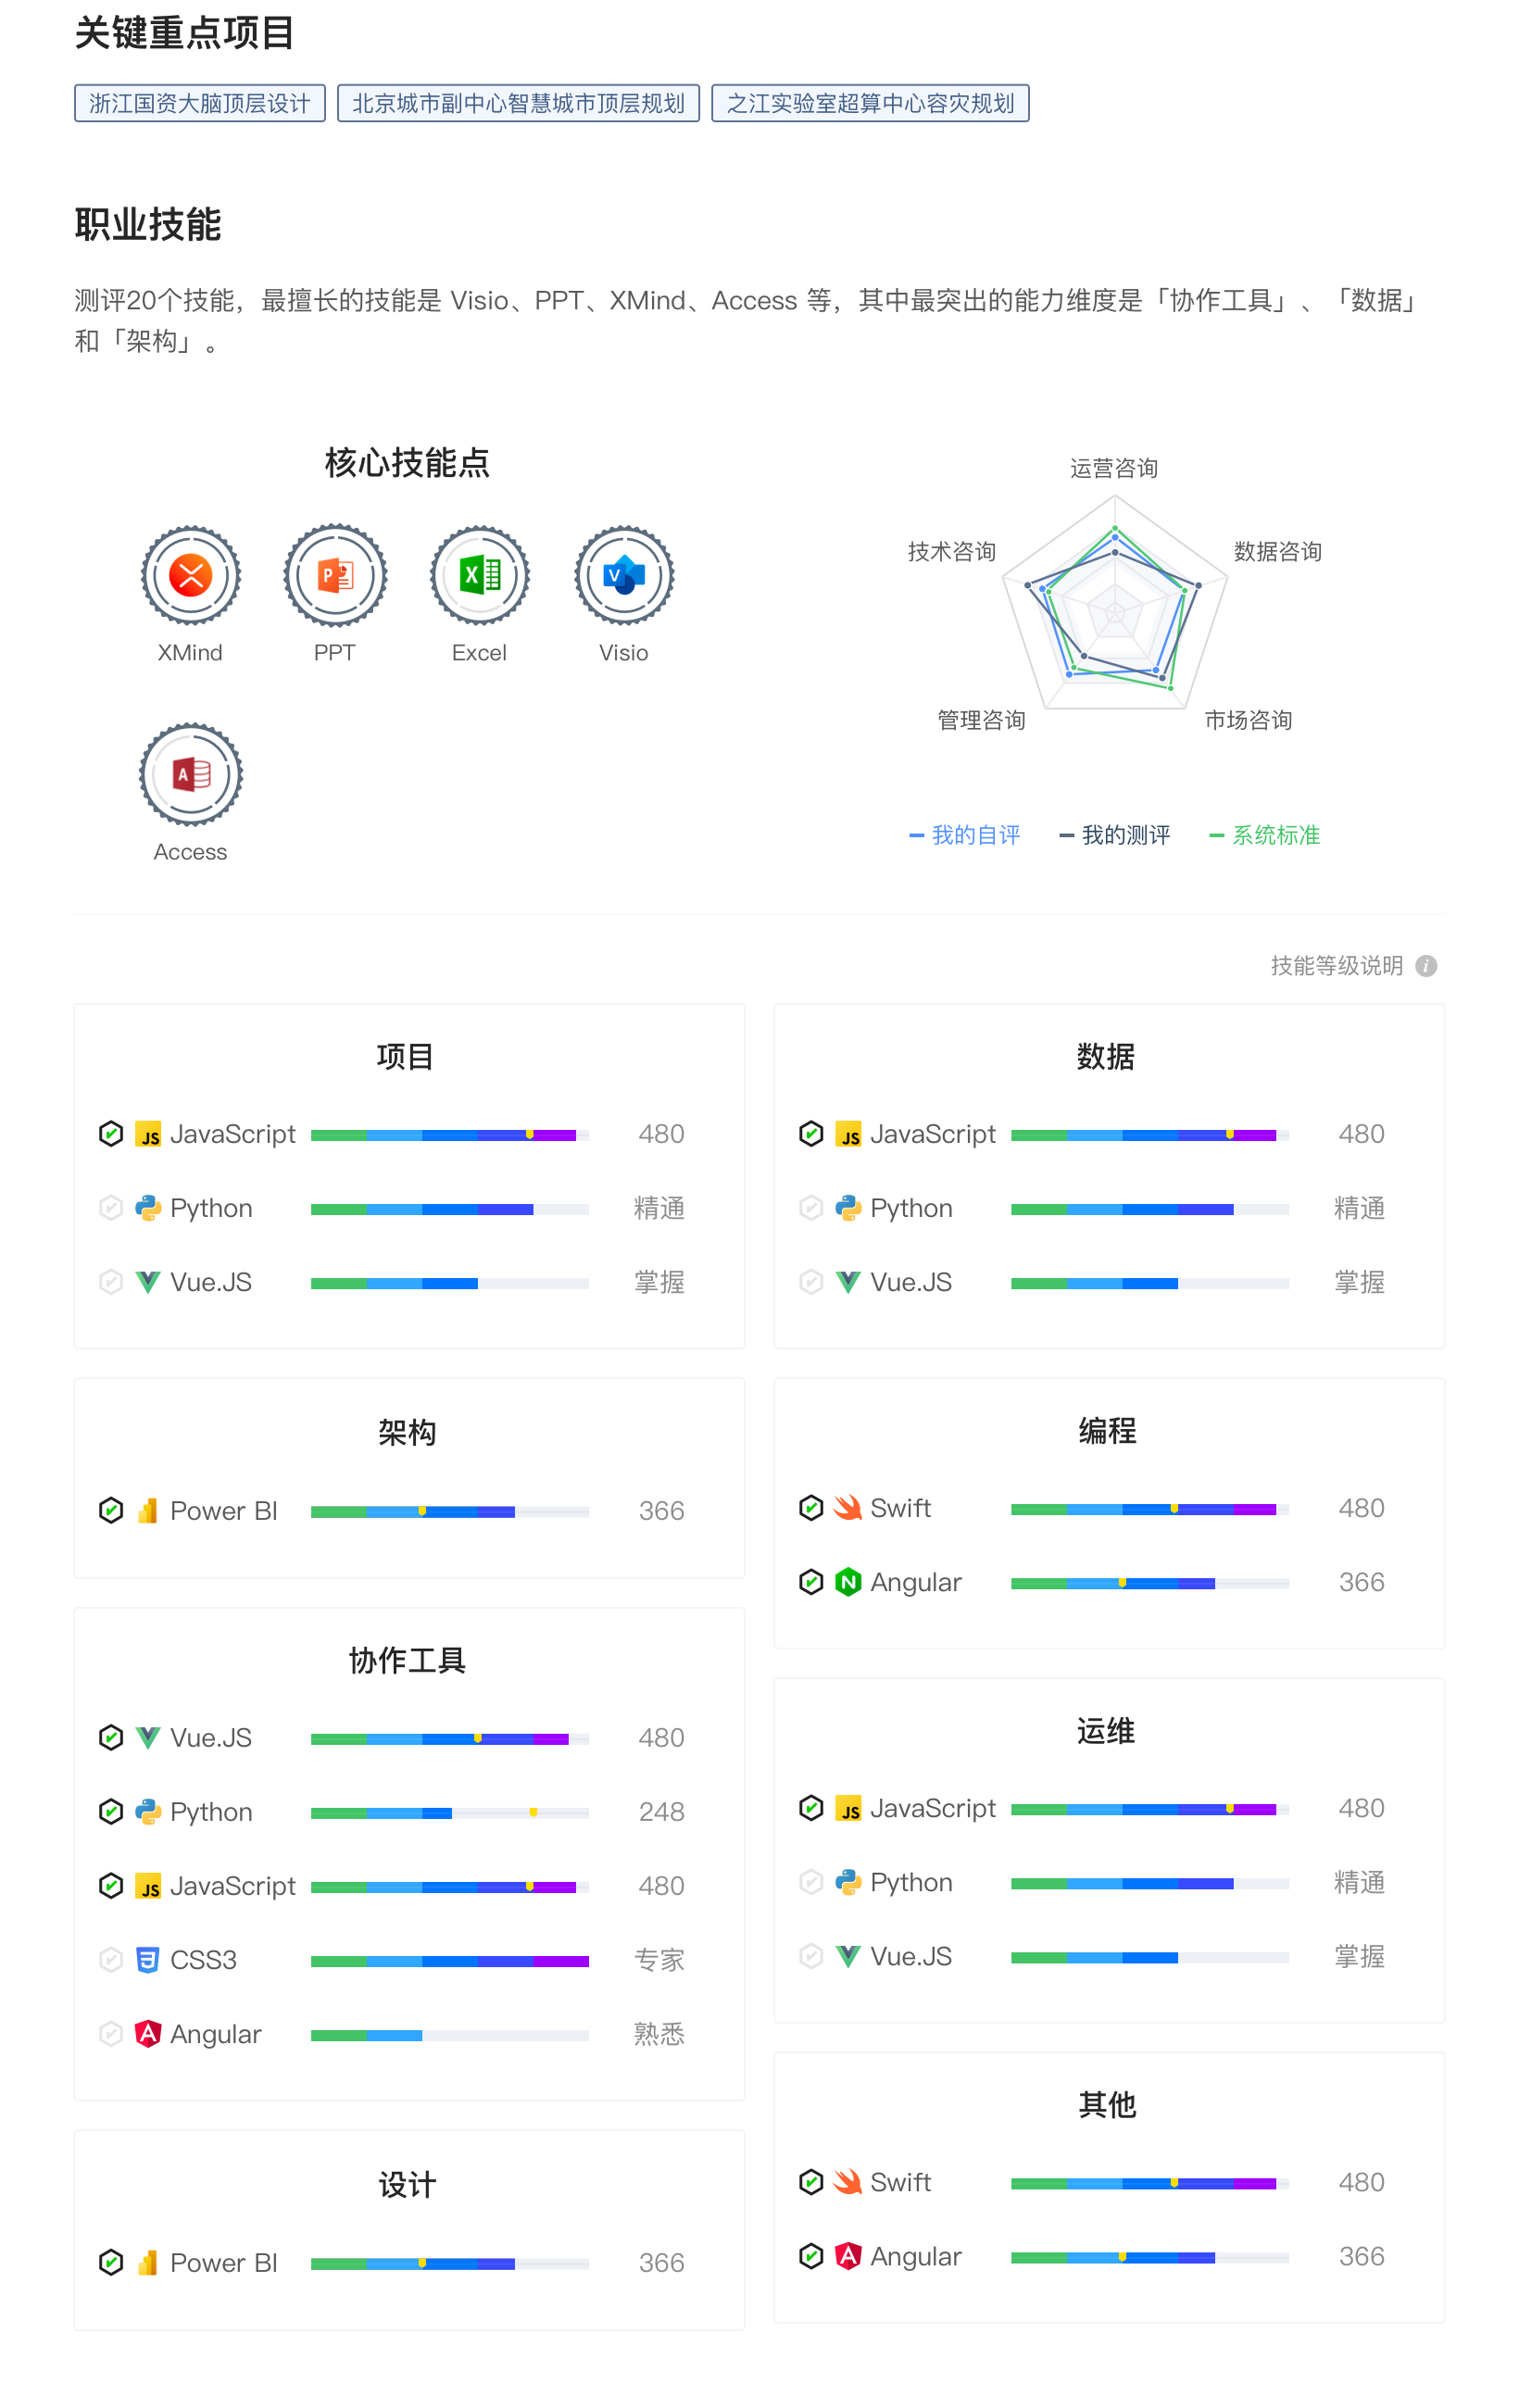 关键重点项目
浙江国资大脑顶层设计
北京城市副中心智慧城市顶层规划
之江实验室超算中心容灾规划
职业技能
测评20个技能，最擅长的技能是 Visio、PPT、XMind、Access 等，其中最突出的能力维度是「协作工具」、「数据」
和「架构」。
核心技能点
XMind
PPT
Excel
Visio
Access
运营咨询
技术咨询
数据咨询
管理咨询
市场咨询
我的自评
我的测评
系统标准
技能等级说明
项目
JavaScript 480
Python 精通
Vue.JS 掌握
数据
JavaScript 480
Python 精通
Vue.JS 掌握
架构
Power BI 366
编程
Swift 480
Angular 366
协作工具
Vue.JS 480
Python 248
JavaScript 480
CSS3 专家
Angular 熟悉
运维
JavaScript 480
Python 精通
Vue.JS 掌握
设计
Power BI 366
其他
Swift 480
Angular 366